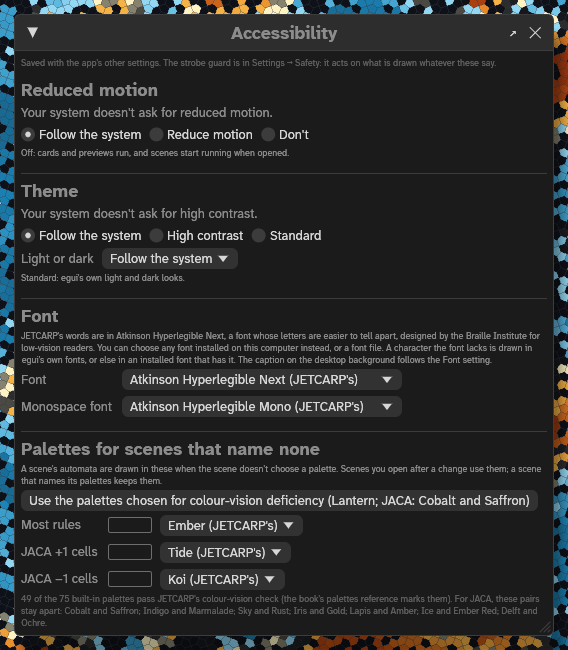 Accessibility
Saved with the app's other settings. The strobe guard is in Settings → Safety: it acts on what is drawn whatever these say.
Reduced motion
Your system doesn't ask for reduced motion.
Follow the system Reduce motion Don't
Off: cards and previews run, and scenes start running when opened.
Theme
Your system doesn't ask for high contrast.
Follow the system High contrast Standard
Light or dark Follow the system
Standard: egui's own light and dark looks.
Font
JETCARP's words are in Atkinson Hyperlegible Next, a font whose letters are easier to tell apart, designed by the Braille Institute for
low-vision readers. You can choose any font installed on this computer instead, or a font file. A character the font lacks is drawn in
egui's own fonts, or else in an installed font that has it. The caption on the desktop background follows the Font setting.
Font Atkinson Hyperlegible Next (JETCARP's)
Monospace font Atkinson Hyperlegible Mono (JETCARP's)
Palettes for scenes that name none
A scene's automata are drawn in these when the scene doesn't choose a palette. Scenes you open after a change use them; a scene
that names its palettes keeps them.
Use the palettes chosen for colour-vision deficiency (Lantern; JACA: Cobalt and Saffron)
Most rules Ember (JETCARP's)
JACA +1 cells Tide (JETCARP's)
JACA −1 cells Koi (JETCARP's)
49 of the 75 built-in palettes pass JETCARP's colour-vision check (the book's palettes reference marks them). For JACA, these pairs
stay apart: Cobalt and Saffron; Indigo and Marmalade; Sky and Rust; Iris and Gold; Lapis and Amber; Ice and Ember Red; Delft and
Ochre.